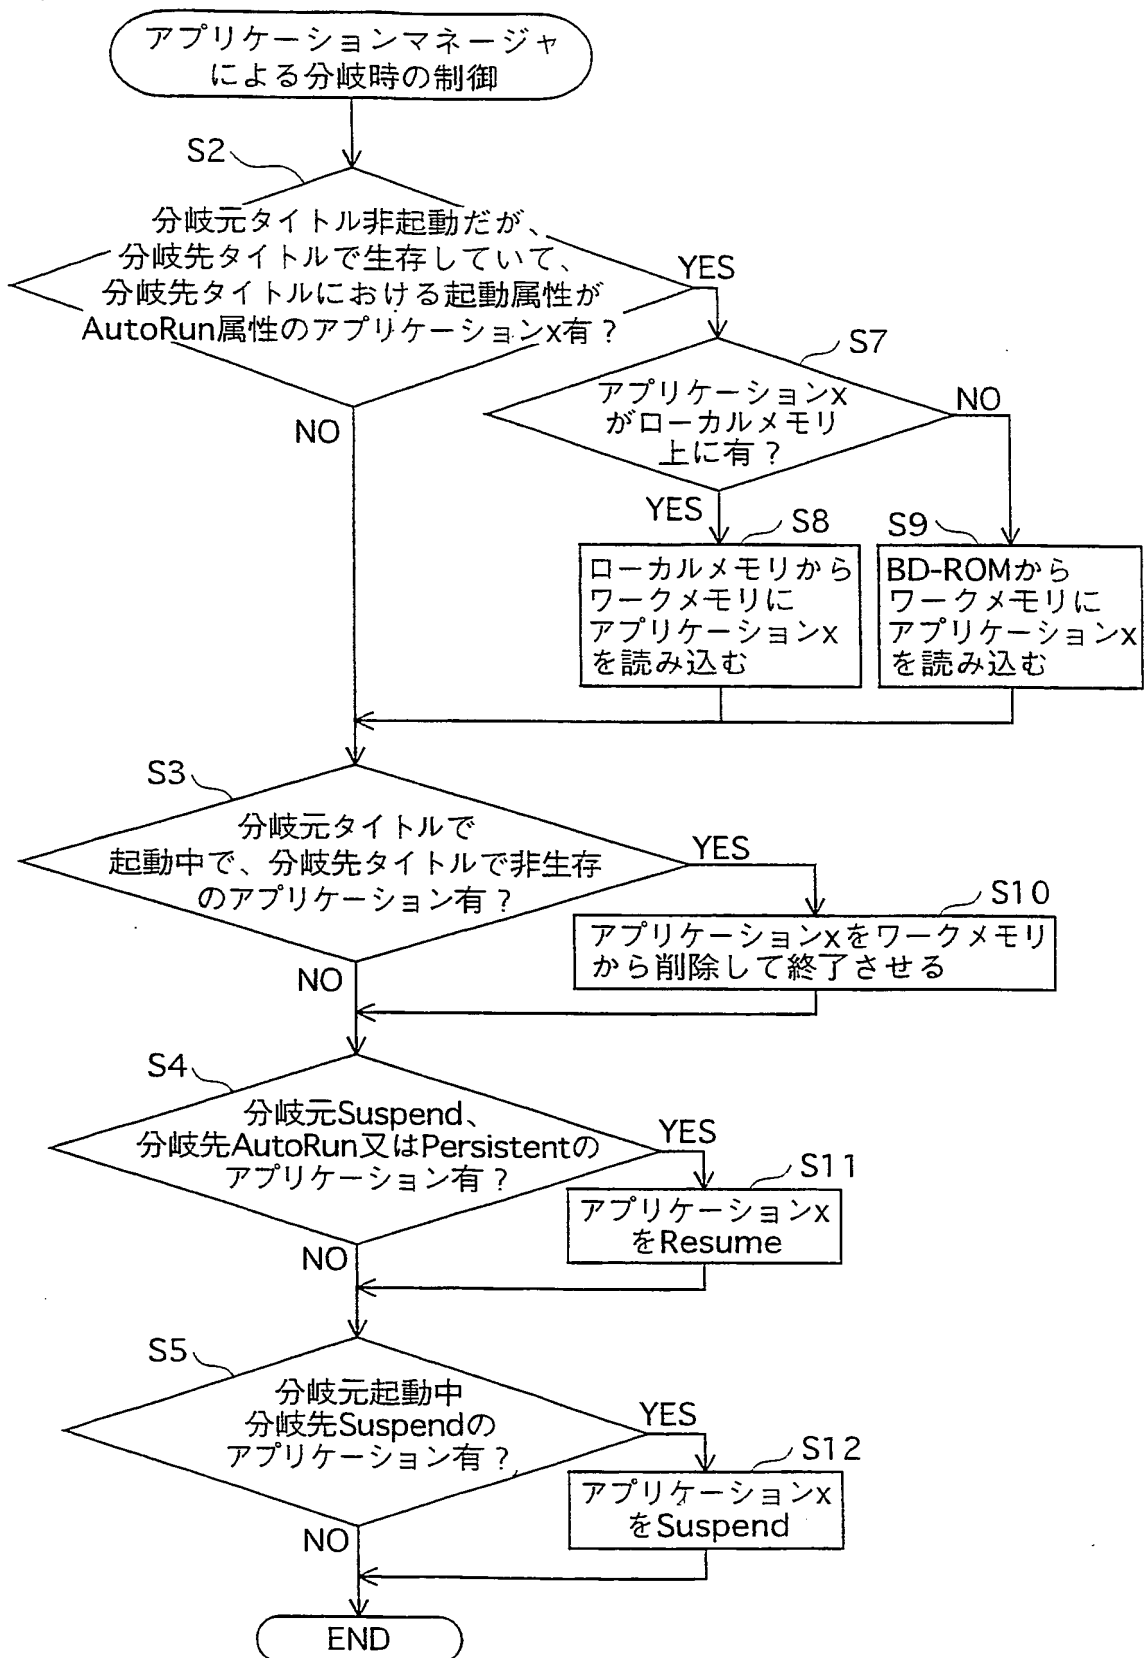 アプリケーションマネージャ
による分岐時の制御
S2
分岐元タイトル非起動だが、
分岐先タイトルで生存していて、
分岐先タイトルにおける起動属性が
AutoRun属性のアプリケーションx有?
YES
NO
S7
アプリケーションx
がローカルメモリ
上に有?
NO
YES
S8
ローカルメモリから
ワークメモリに
アプリケーションx
を読み込む
S9
BD-ROMから
ワークメモリに
アプリケーションx
を読み込む
S3
分岐元タイトルで
起動中で、分岐先タイトルで非生存
のアプリケーション有?
YES
NO
S10
アプリケーションxをワークメモリ
から削除して終了させる
S4
分岐元Suspend、
分岐先AutoRun又はPersistentの
アプリケーション有?
YES
NO
S11
アプリケーションx
をResume
S5
分岐元起動中
分岐先Suspendの
アプリケーション有?
YES
NO
S12
アプリケーションx
をSuspend
END